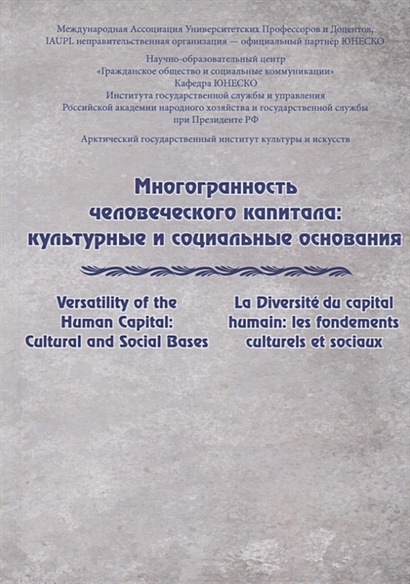 Международная Ассоциация Университетских Профессоров и Доцентов,
IAUPL неправительственная организация — официальный партнёр ЮНЕСКО
Научно-образовательный центр
«Гражданское общество и социальные коммуникации»
Кафедра ЮНЕСКО
Института государственной службы и управления
Российской академии народного хозяйства и государственной службы
при Президенте РФ
Арктический государственный институт культуры и искусств
Многогранность
человеческого капитала:
культурные и социальные основания
Versatility of the
Human Capital:
Cultural and Social Bases
La Diversité du capital
humain: les fondements
culturels et sociaux